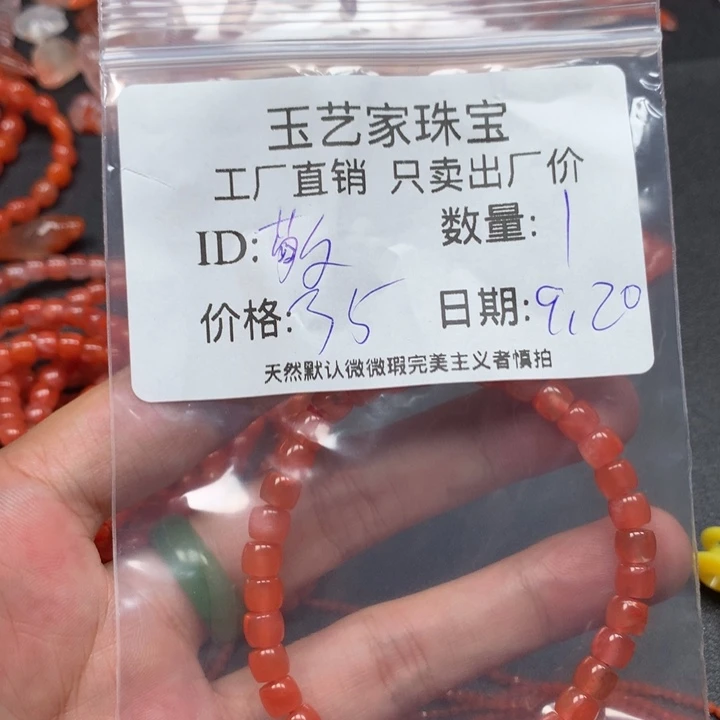 玉艺家珠宝
工厂直销 只卖出厂价
ID: 数量: 1
价格: 35 日期: 9.20
天然默认微微瑕完美主义者慎拍